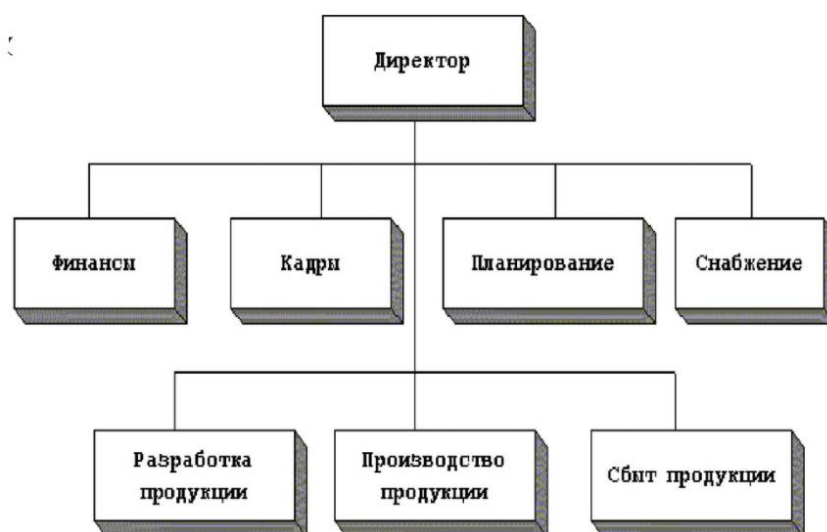 Директор
Финансы
Кадры
Планирование
Снабжение
Разработка
продукции
Производство
продукции
Сбыт продукции